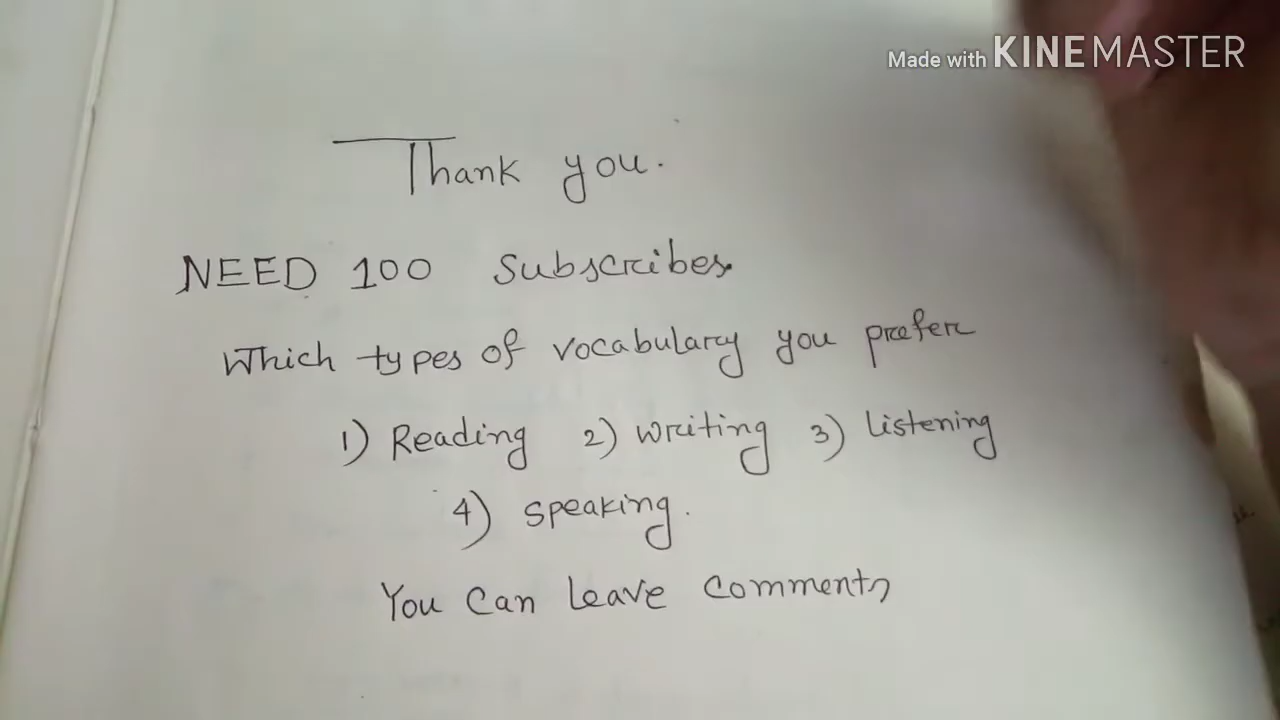 Made with KINEMASTER
Thank you.
NEED 100 Subscribes
Which types of vocabulary you prefer
1) Reading 2) writing 3) Listening
4) speaking.
You Can Leave comments